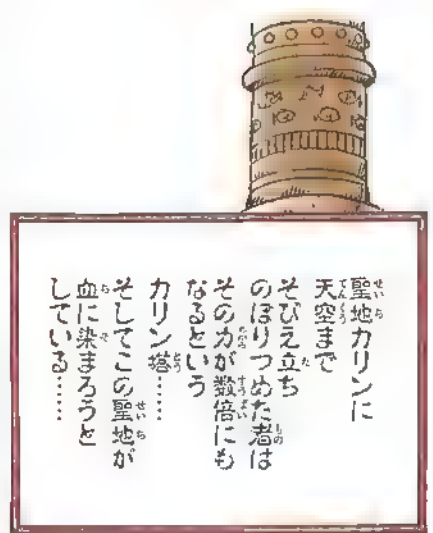 聖地カリンに
天空まで
そびえ立ち
のぼりつめた者は
その力が数倍にも
なるという
カリン塔……
そしてこの聖地が
血に染まろうと
している……